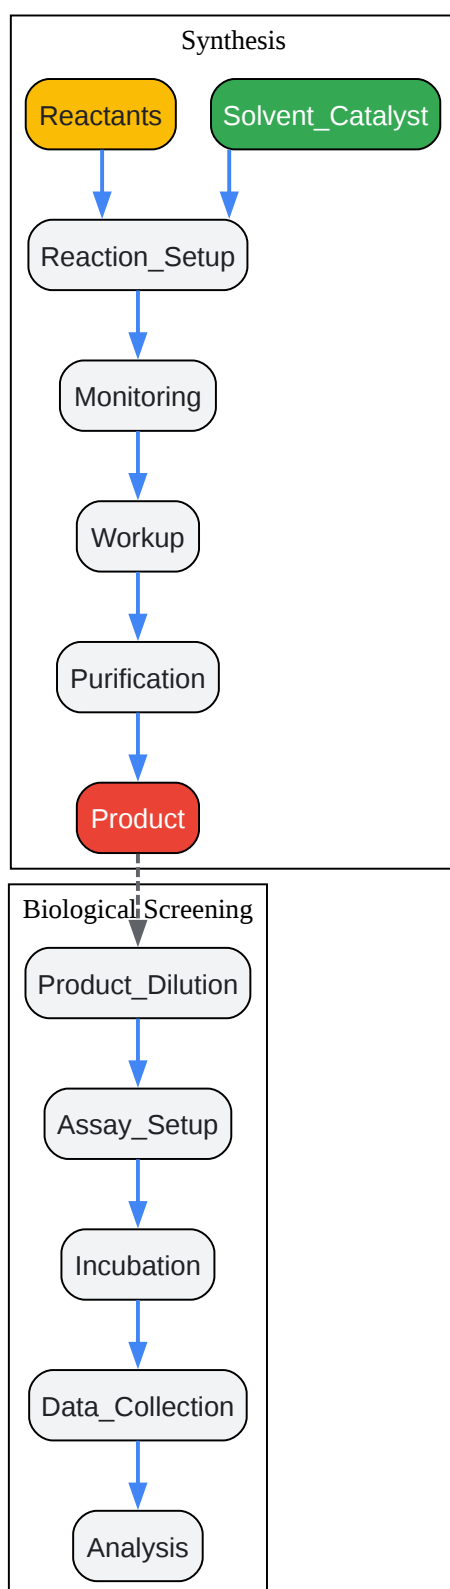 Synthesis
Reactants
Solvent_Catalyst
Reaction_Setup
Monitoring
Workup
Purification
Product
Biological Screening
Product_Dilution
Assay_Setup
Incubation
Data_Collection
Analysis